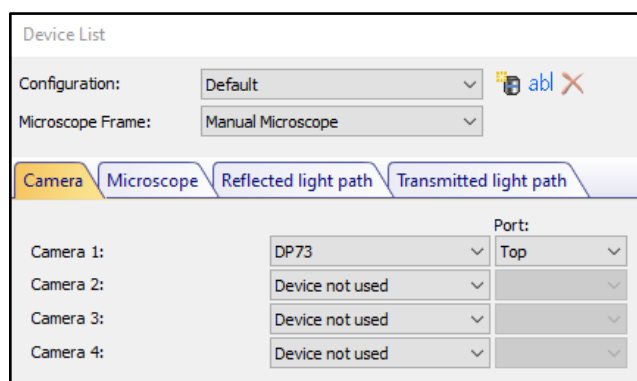 Device List
Configuration: Default abl
Microscope Frame: Manual Microscope
Camera Microscope Reflected light path Transmitted light path
Port:
Camera 1: DP73 Top
Camera 2: Device not used
Camera 3: Device not used
Camera 4: Device not used